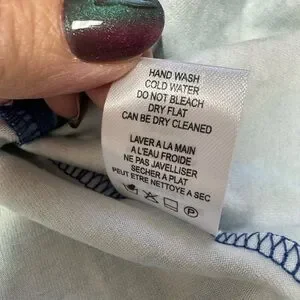 HAND WASH
COLD WATER
DO NOT BLEACH
DRY FLAT
CAN BE DRY CLEANED
LAVER A LA MAIN
A L'EAU FROIDE
NE PAS JAVELLISER
SECHER A PLAT
PEUT ETRE NETTOYE A SEC
P